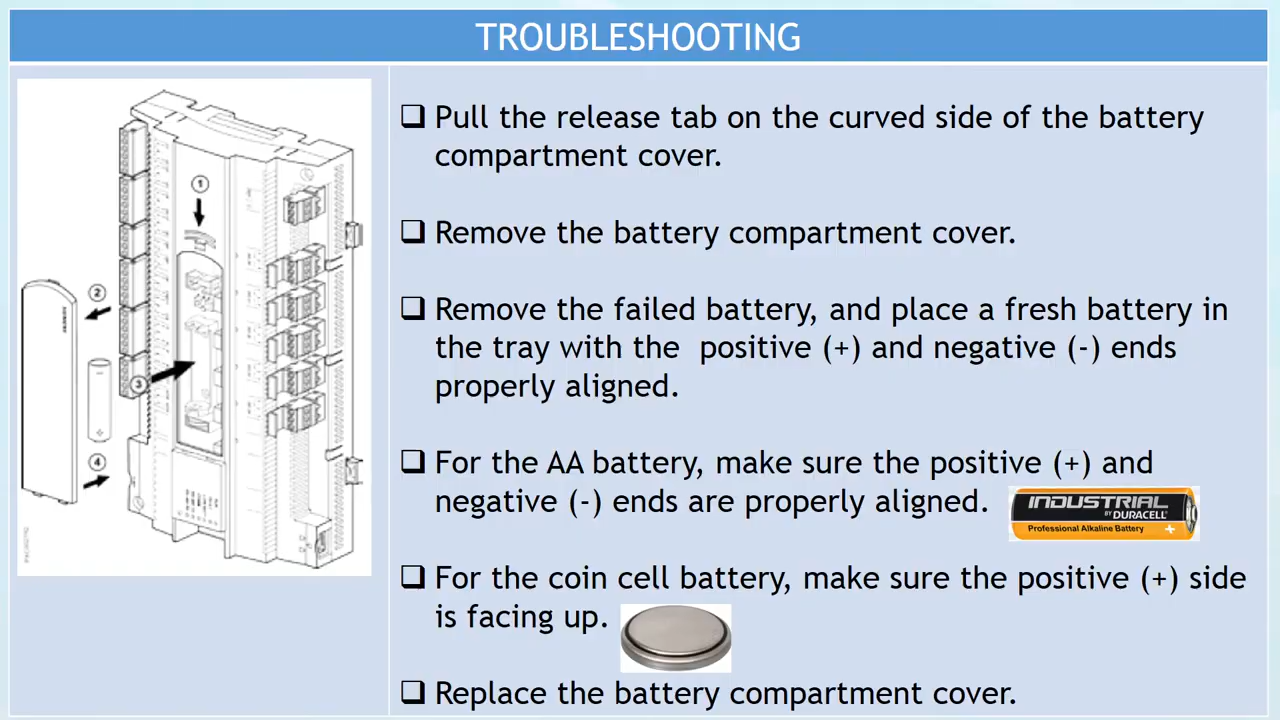 TROUBLESHOOTING
Pull the release tab on the curved side of the battery
compartment cover.
Remove the battery compartment cover.
Remove the failed battery, and place a fresh battery in
the tray with the  positive (+) and negative (-) ends
properly aligned.
For the AA battery, make sure the positive (+) and
negative (-) ends are properly aligned.
INDUSTRIAL
BY DURACELL
Professional Alkaline Battery
+
For the coin cell battery, make sure the positive (+) side
is facing up.
Replace the battery compartment cover.
1
2
3
4